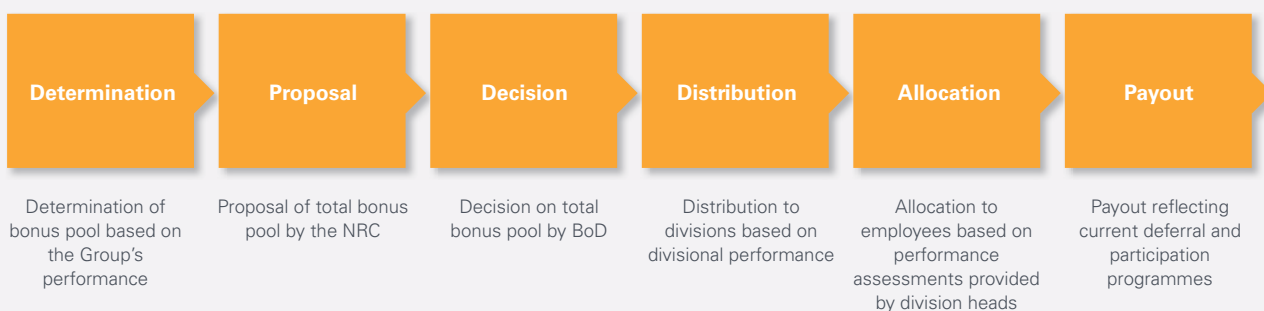 Determination
Proposal
Decision
Distribution
Allocation
Payout
Determination of
bonus pool based on
the Group's
performance
Proposal of total bonus
pool by the NRC
Decision on total
bonus pool by BoD
Distribution to
divisions based on
divisional performance
Allocation to
employees based on
performance
assessments provided
by division heads
Payout reflecting
current deferral and
participation
programmes